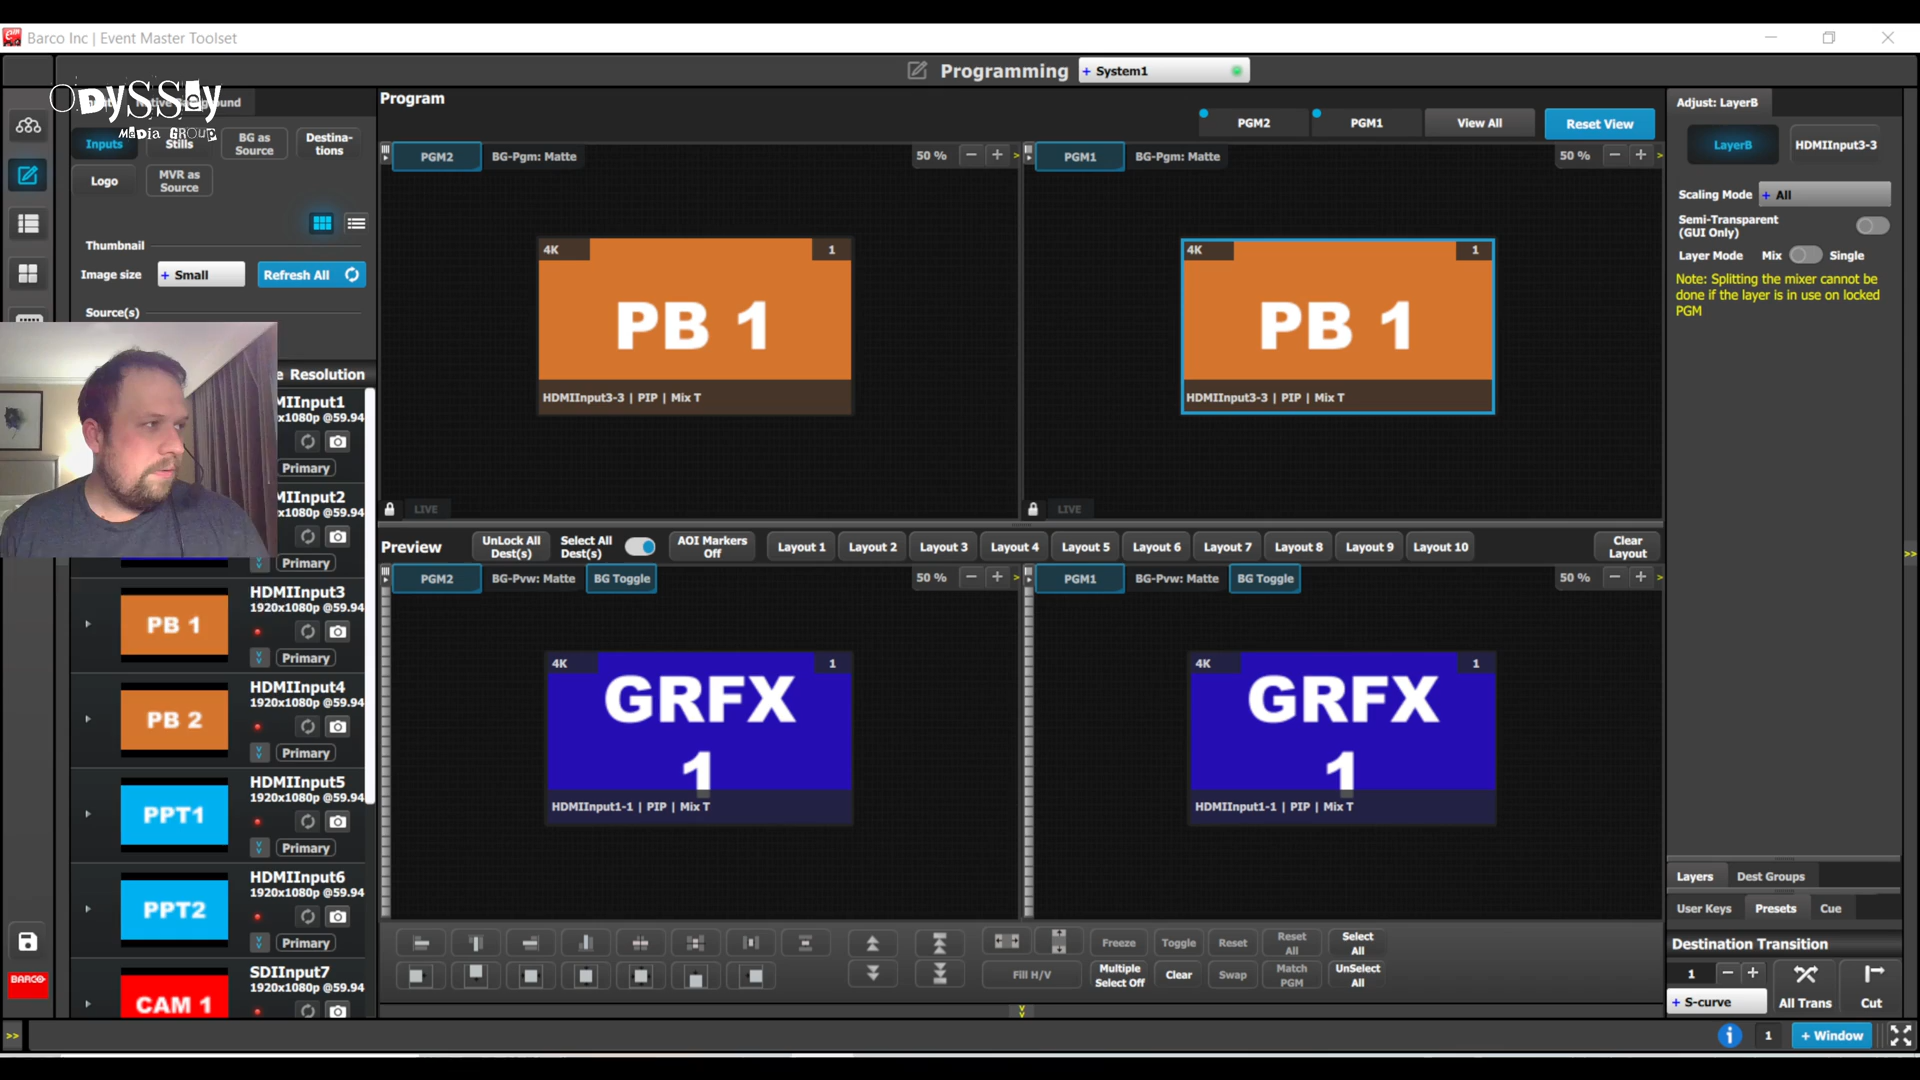 Barco Inc | Event Master Toolset
Programming
+ System1
ODySSey
Media GROUP
Program
PGM2
PGM1
View All
Reset View
Adjust: LayerB
Inputs
Stills
BG as
Source
Destina-
tions
Logo
MVR as
Source
PGM2
BG-Pgm: Matte
50 %
PGM1
BG-Pgm: Matte
50 %
LayerB
HDMIInput3-3
Scaling Mode
+ All
Semi-Transparent
(GUI Only)
Layer Mode
Mix
Single
Note: Splitting the mixer cannot be
done if the layer is in use on locked
PGM
Thumbnail
Image size
+ Small
Refresh All
Source(s)
4K
1
PB 1
HDMIInput3-3 | PIP | Mix T
4K
1
PB 1
HDMIInput3-3 | PIP | Mix T
LIVE
LIVE
Resolution
@59.94
Primary
Primary
Preview
UnLock All
Dest(s)
Select All
Dest(s)
AOI Markers
Off
Layout 1
Layout 2
Layout 3
Layout 4
Layout 5
Layout 6
Layout 7
Layout 8
Layout 9
Layout 10
Clear
Layout
PGM2
BG-Pvw: Matte
BG Toggle
50 %
PGM1
BG-Pvw: Matte
BG Toggle
50 %
4K
1
GRFX
1
HDMIInput1-1 | PIP | Mix T
4K
1
GRFX
1
HDMIInput1-1 | PIP | Mix T
PB 1
HDMIInput3
1920x1080p @59.94
Primary
PB 2
HDMIInput4
1920x1080p @59.94
Primary
PPT1
HDMIInput5
1920x1080p @59.94
Primary
PPT2
HDMIInput6
1920x1080p @59.94
Primary
CAM 1
SDIInput7
1920x1080p @59.94
BARCO
Freeze
Toggle
Reset
Reset
All
Select
All
Fill H/V
Multiple
Select Off
Clear
Swap
Match
PGM
UnSelect
All
Layers
Dest Groups
User Keys
Presets
Cue
Destination Transition
1
+ S-curve
All Trans
Cut
1
+ Window